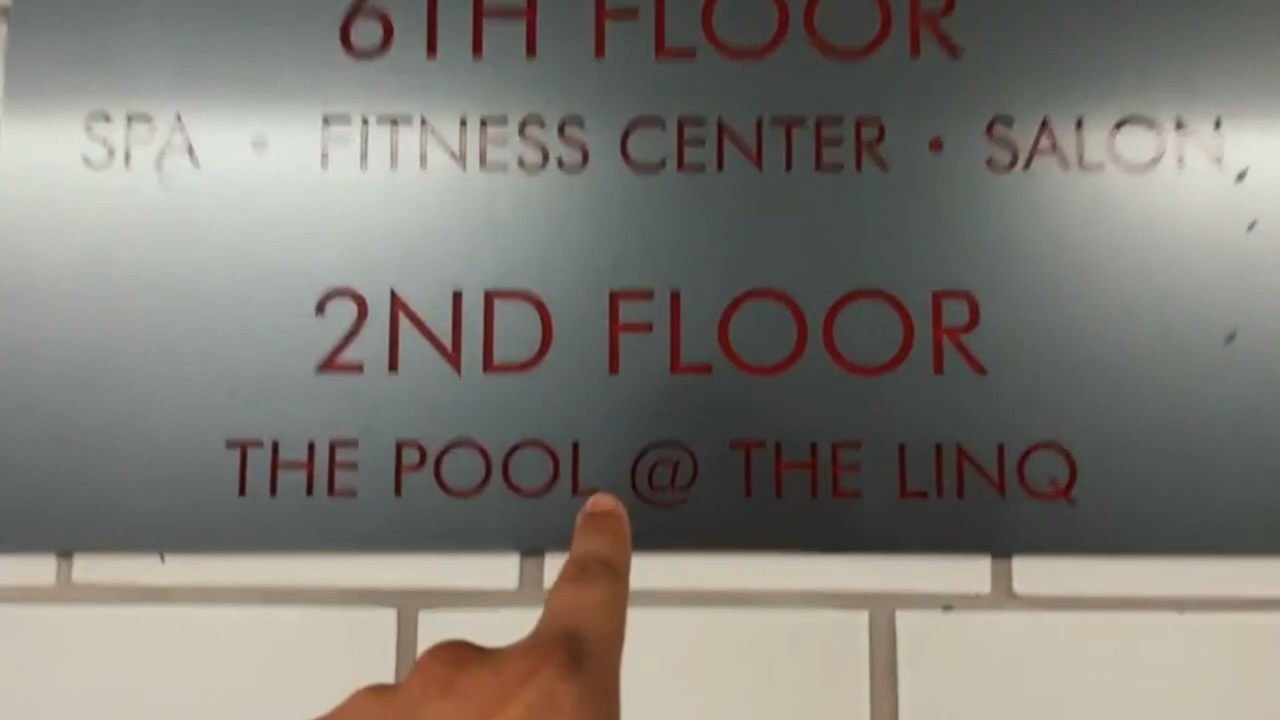 6TH FLOOR
SPA • FITNESS CENTER • SALON
2ND FLOOR
THE POOL @ THE LINQ